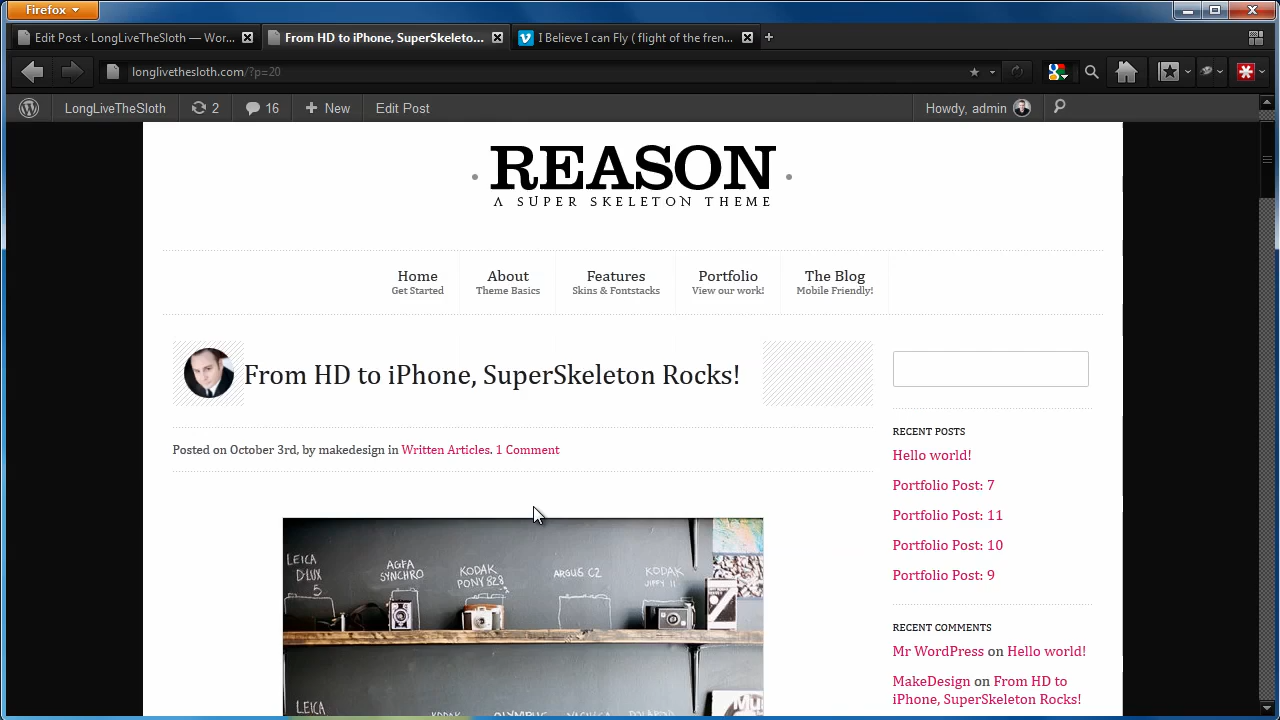 Firefox
Edit Post ‹ LongLiveTheSloth — Wor...
From HD to iPhone, SuperSkeleto...
I Believe I can Fly ( flight of the fren...
longlivethesloth.com/?p=20
LongLiveTheSloth 2 16 New Edit Post Howdy, admin
REASON
A SUPER SKELETON THEME
Home About Features Portfolio The Blog
Get Started Theme Basics Skins & Fontstacks View our work! Mobile Friendly!
From HD to iPhone, SuperSkeleton Rocks!
Posted on October 3rd, by makedesign in Written Articles. 1 Comment
RECENT POSTS
Hello world!
Portfolio Post: 7
Portfolio Post: 11
Portfolio Post: 10
Portfolio Post: 9
RECENT COMMENTS
Mr WordPress on Hello world!
MakeDesign on From HD to
iPhone, SuperSkeleton Rocks!
LEICA
D-LUX
5
AGFA
SYNCHRO
KODAK
PONY 828
ARGUS C2
KODAK
JIFFY II
LEICA